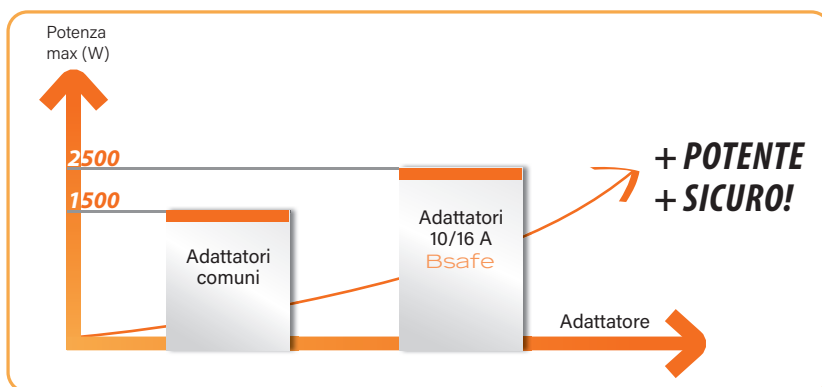 Potenza
max (W)
2500
1500
Adattatori
comuni
Adattatori
10/16 A
Bsafe
+ POTENTE
+ SICURO!
Adattatore